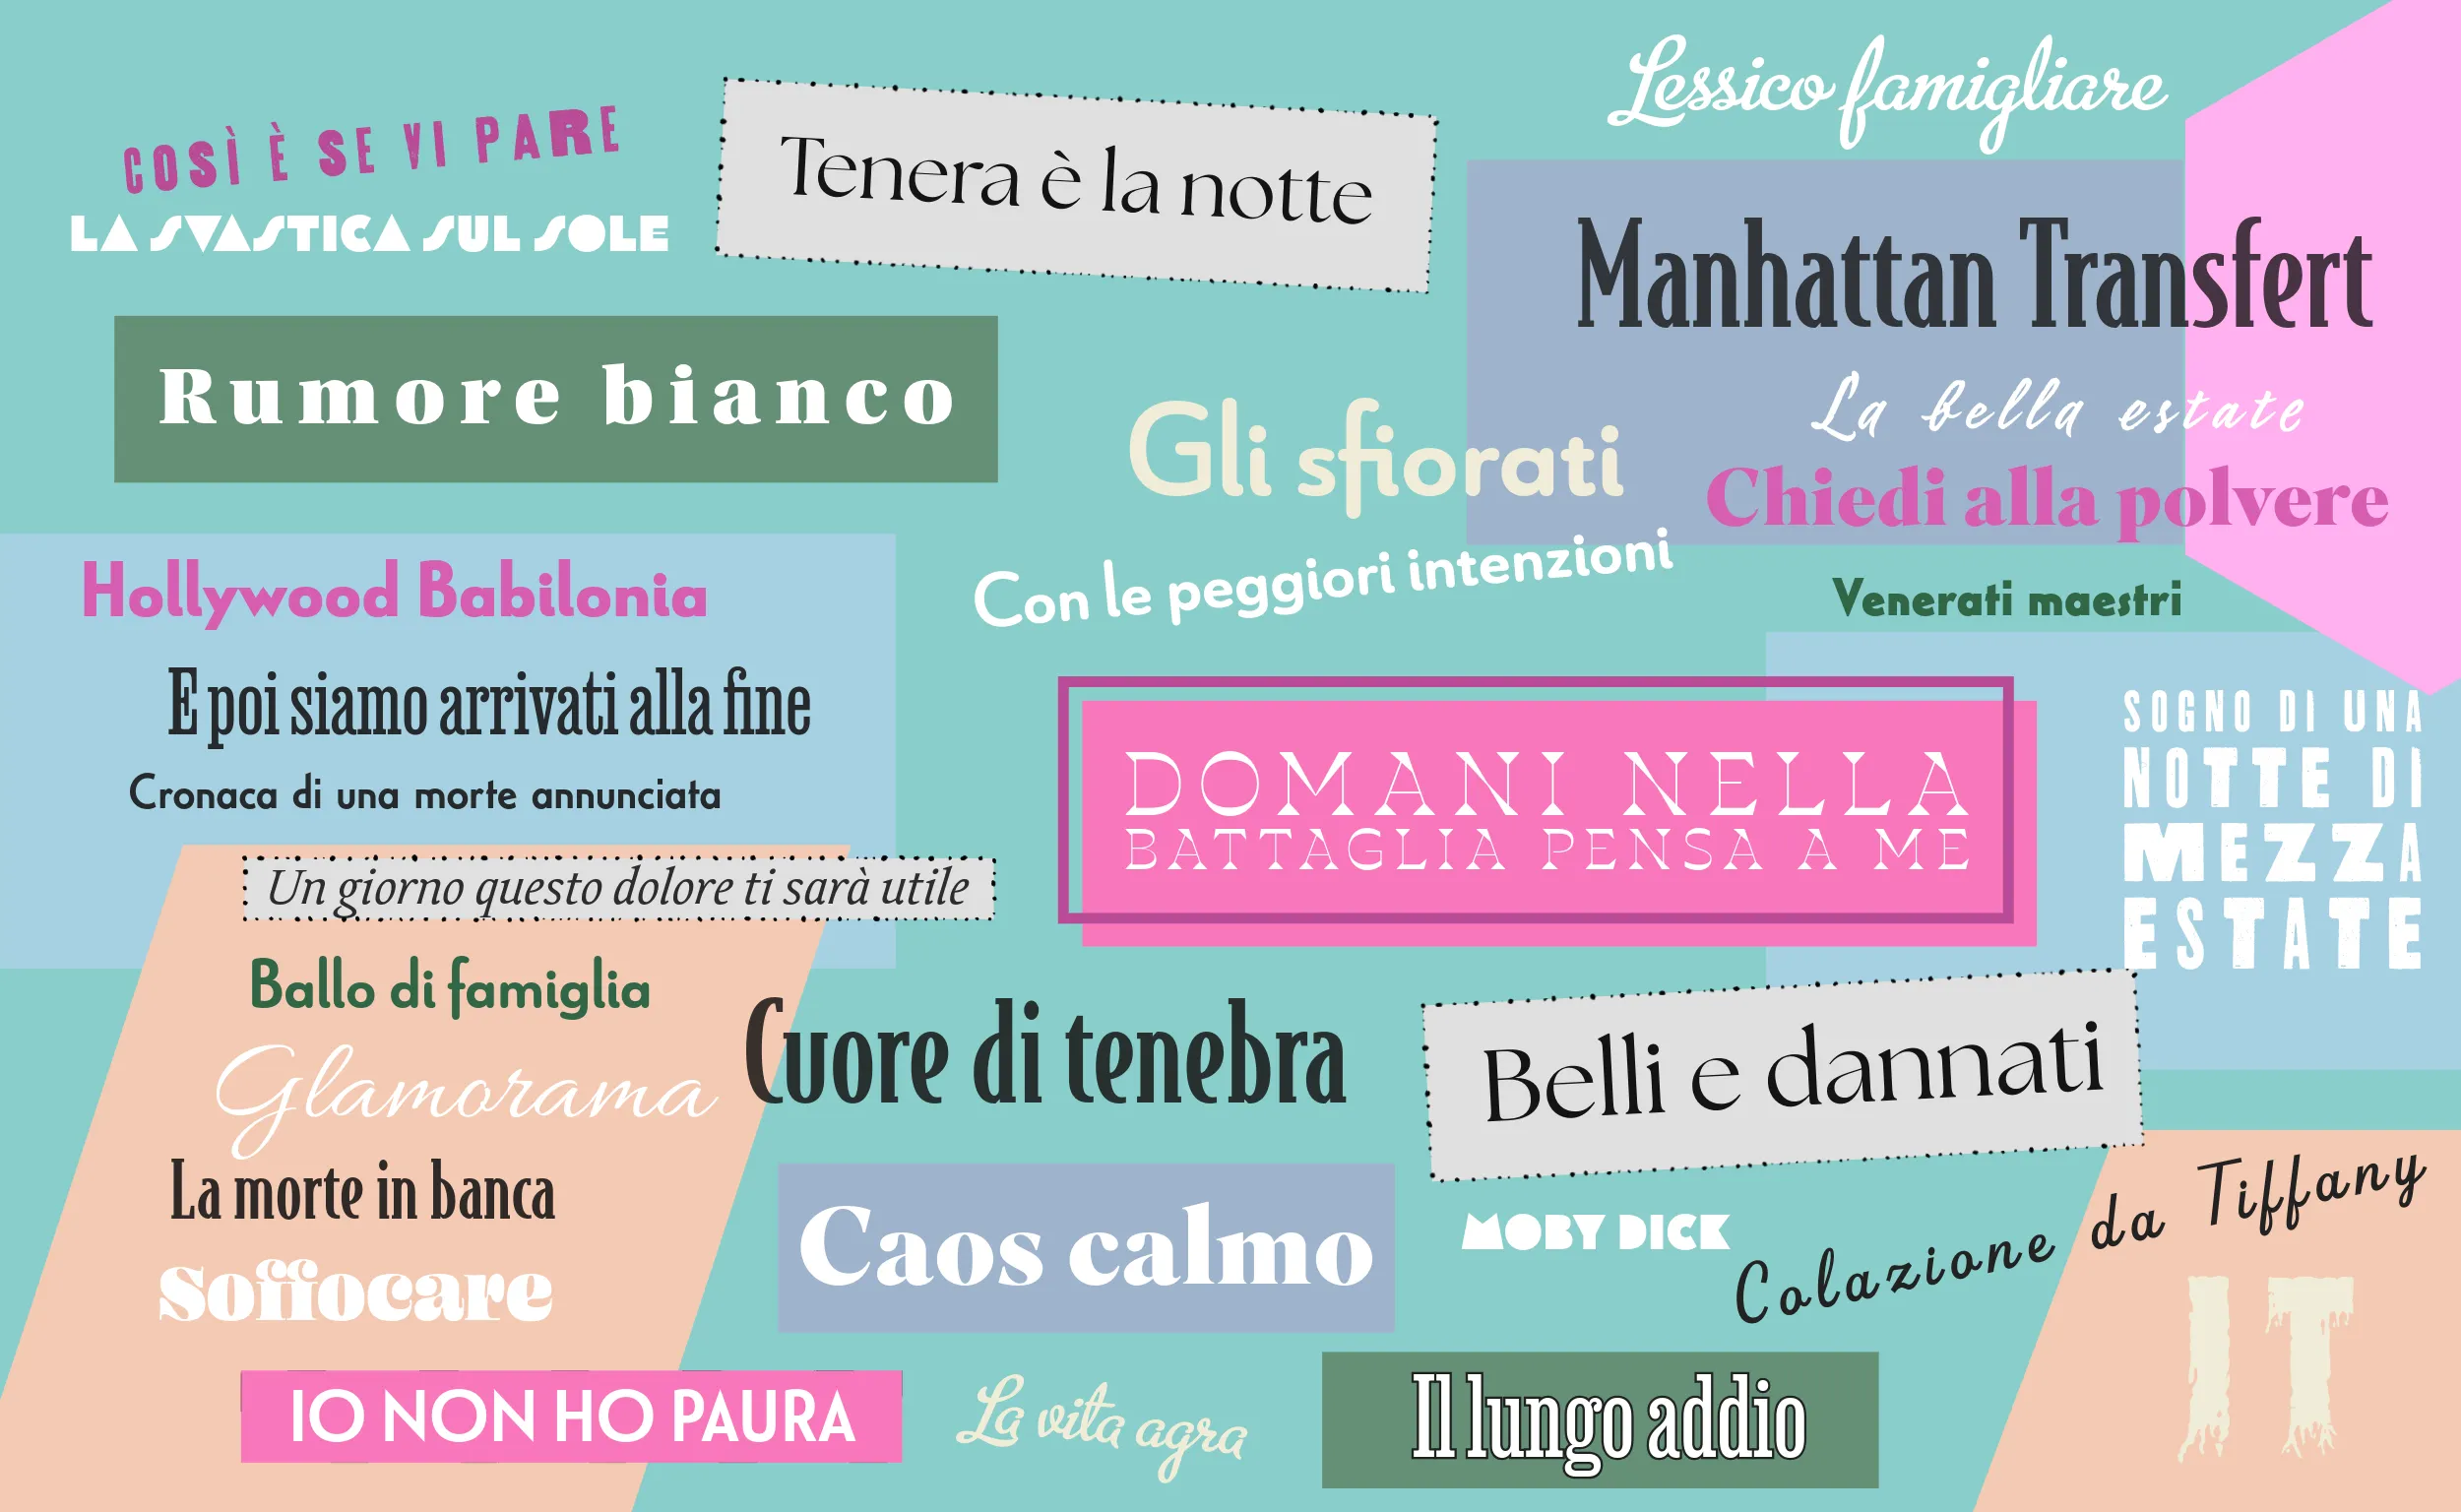 COSÌ È SE VI PARE
LA SVASTICA SUL SOLE
Tenera è la notte
Lessico famigliare
Manhattan Transfert
Rumore bianco
Gli sfiorati
La bella estate
Chiedi alla polvere
Hollywood Babilonia
Con le peggiori intenzioni
Venerati maestri
E poi siamo arrivati alla fine
Cronaca di una morte annunciata
DOMANI NELLA
BATTAGLIA PENSA A ME
SOGNO DI UNA
NOTTE DI
MEZZA
ESTATE
Un giorno questo dolore ti sarà utile
Ballo di famiglia
Glamorama
Cuore di tenebra
Belli e dannati
La morte in banca
Soffocare
Caos calmo
MOBY DICK
Colazione da Tiffany
IT
IO NON HO PAURA
La vita agra
Il lungo addio